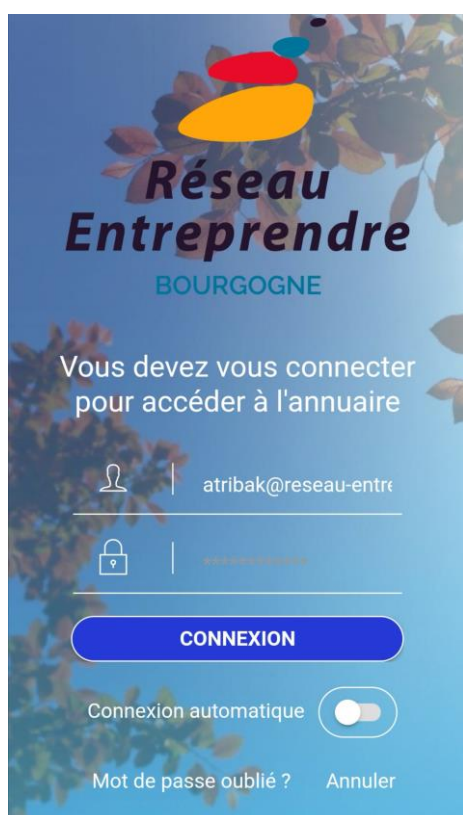 Réseau
Entreprendre
BOURGOGNE
Vous devez vous connecter
pour accéder à l'annuaire
atribak@reseau-entre
CONNEXION
Connexion automatique
Mot de passe oublié ? Annuler